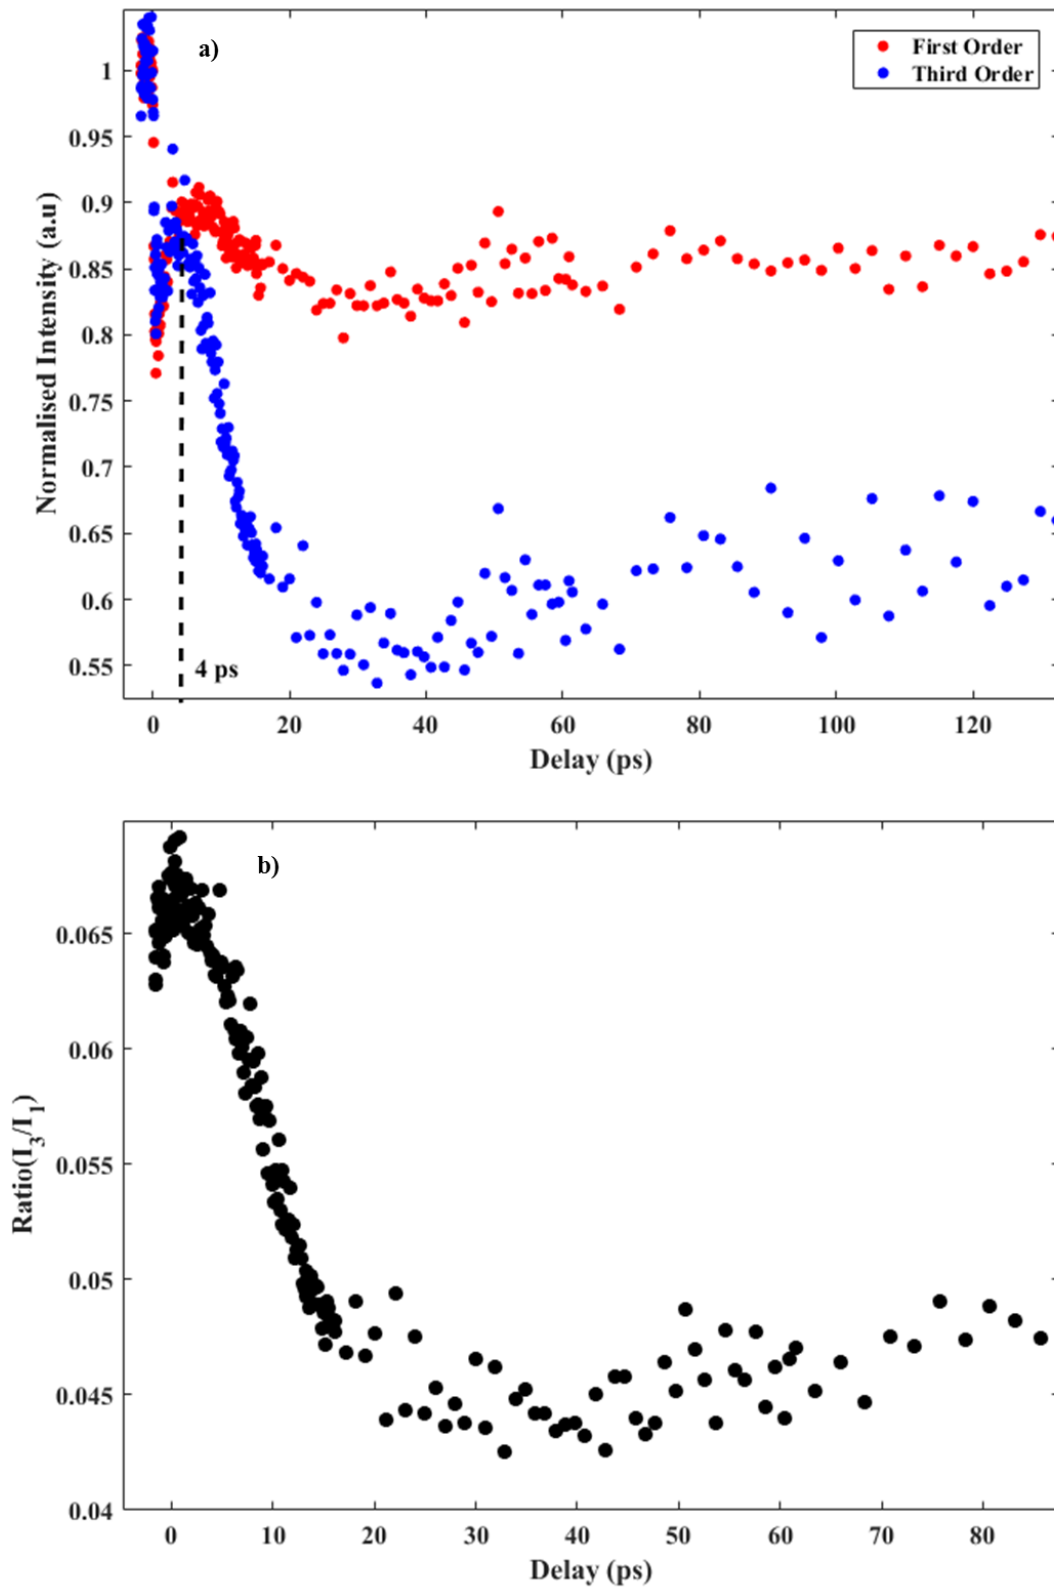 a)
First Order
Third Order
1
0.95
0.9
0.85
0.8
0.75
0.7
0.65
0.6
0.55
Normalised Intensity (a.u)
4 ps
0 20 40 60 80 100 120
Delay (ps)
b)
0.065
0.06
0.055
0.05
0.045
0.04
Ratio(I3/I1)
0 10 20 30 40 50 60 70 80
Delay (ps)